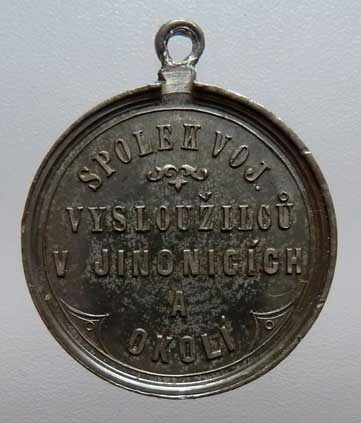 SPOLEK VOJ.
VYSLOUŽILCŮ
V JINONICÍCH
A
OKOLÍ